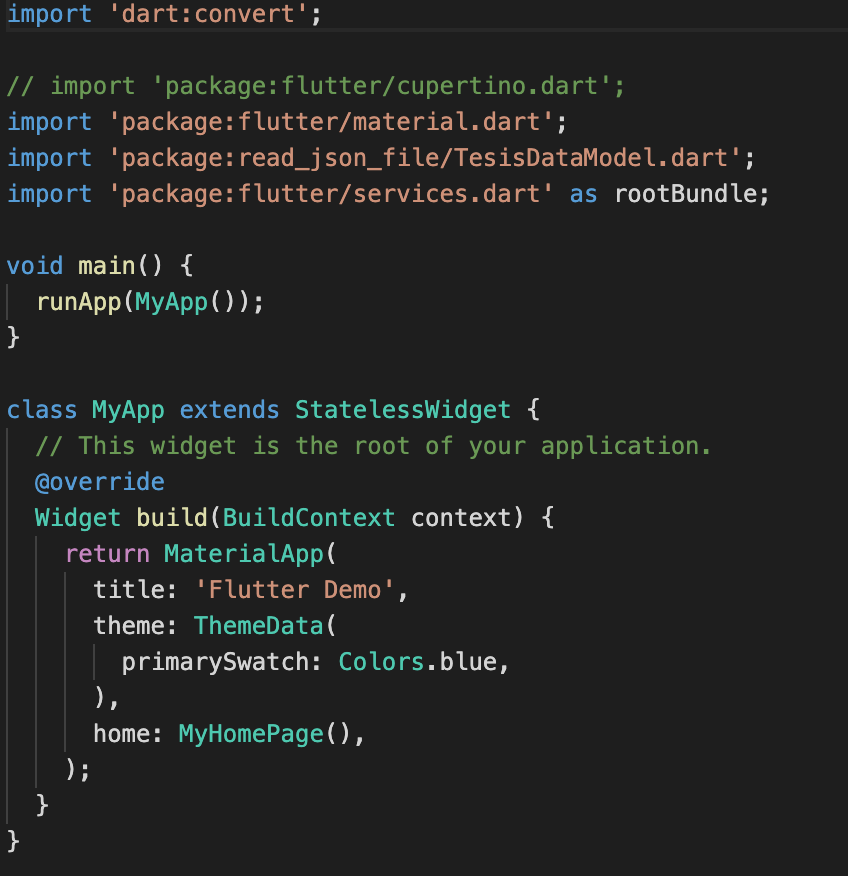 import 'dart:convert';
// import 'package:flutter/cupertino.dart';
import 'package:flutter/material.dart';
import 'package:read_json_file/TesisDataModel.dart';
import 'package:flutter/services.dart' as rootBundle;
void main() {
  runApp(MyApp());
}
class MyApp extends StatelessWidget {
  // This widget is the root of your application.
  @override
  Widget build(BuildContext context) {
    return MaterialApp(
      title: 'Flutter Demo',
      theme: ThemeData(
        primarySwatch: Colors.blue,
      ),
      home: MyHomePage(),
    );
  }
}